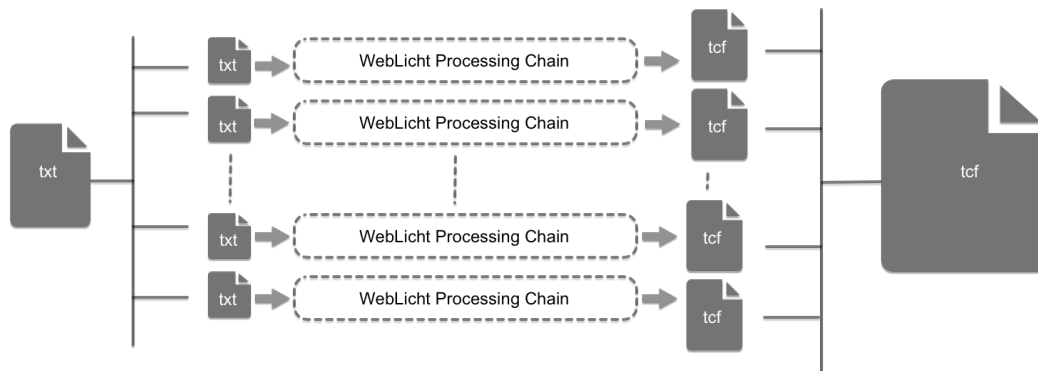 txt
txt
WebLicht Processing Chain
tcf
txt
WebLicht Processing Chain
tcf
txt
WebLicht Processing Chain
tcf
txt
WebLicht Processing Chain
tcf
tcf